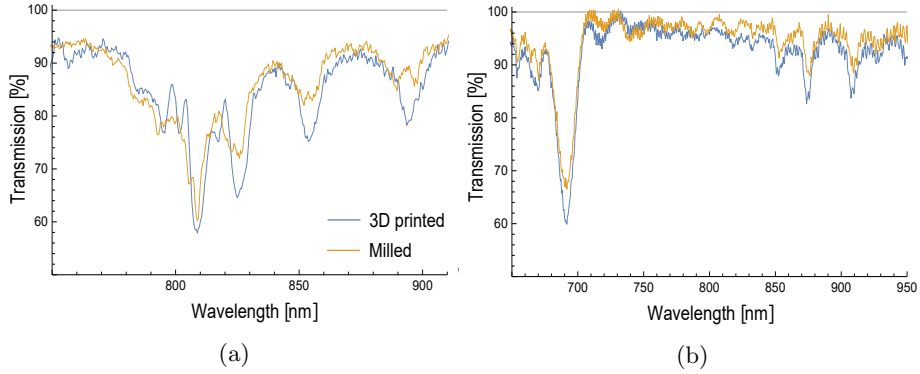 Transmission [%]
100
90
80
70
60
800
850
900
Wavelength [nm]
3D printed
Milled
(a)
Transmission [%]
100
90
80
70
60
700
750
800
850
900
950
Wavelength [nm]
(b)